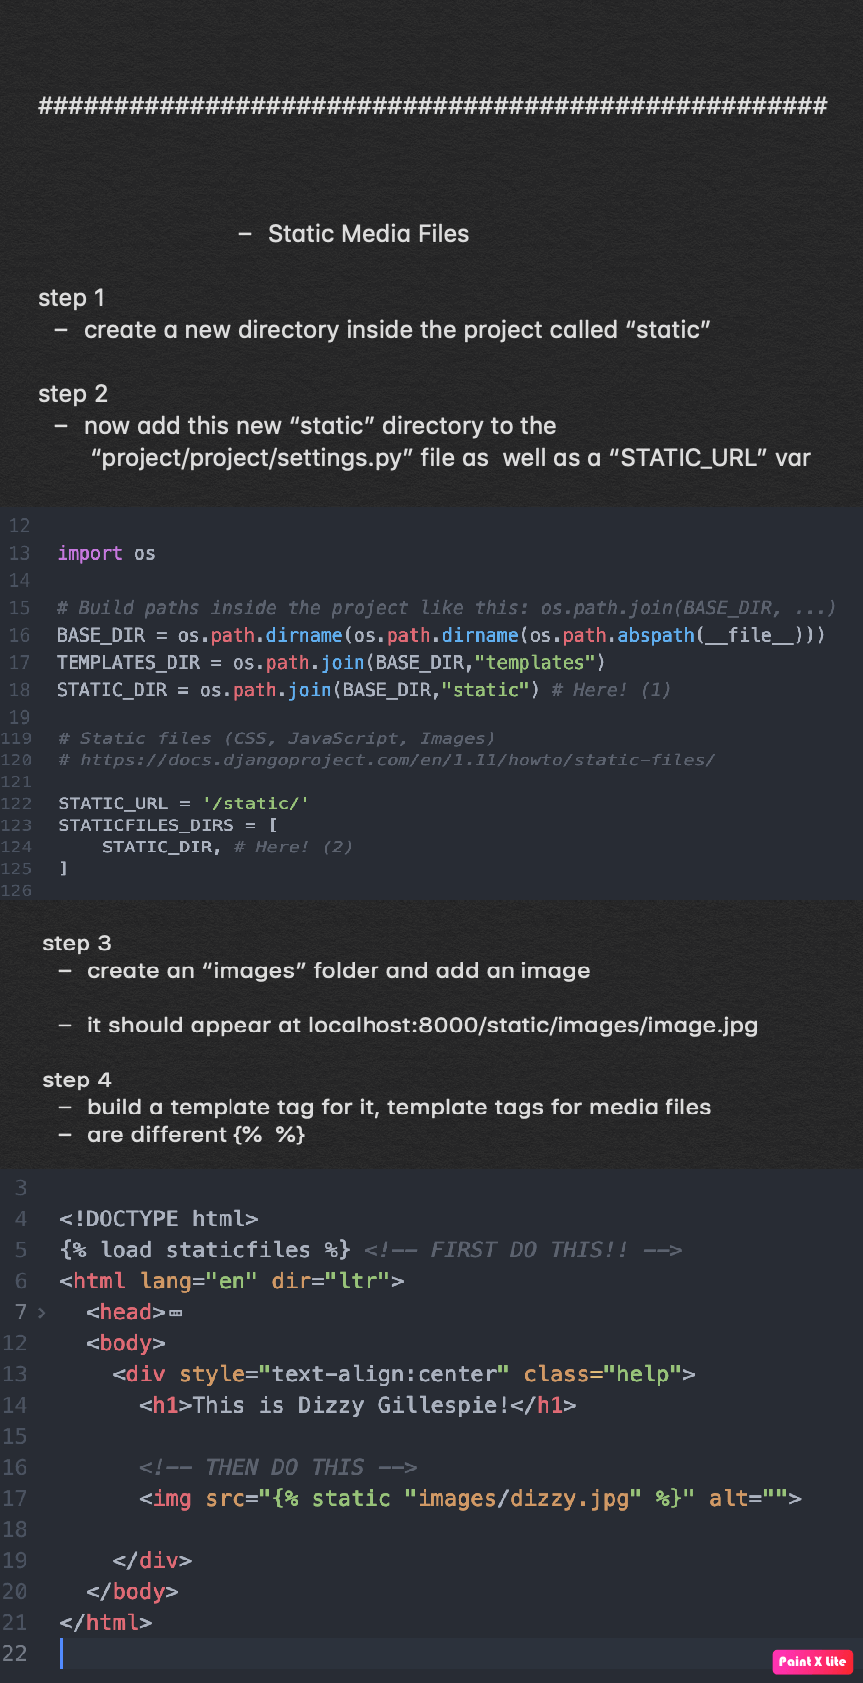 ####################################################
– Static Media Files
step 1
– create a new directory inside the project called “static”
step 2
– now add this new “static” directory to the
“project/project/settings.py” file as well as a “STATIC_URL” var
12
13 import os
14
15 # Build paths inside the project like this: os.path.join(BASE_DIR, ...)
16 BASE_DIR = os.path.dirname(os.path.dirname(os.path.abspath(__file__)))
17 TEMPLATES_DIR = os.path.join(BASE_DIR,"templates")
18 STATIC_DIR = os.path.join(BASE_DIR,"static") # Here! (1)
19
119 # Static files (CSS, JavaScript, Images)
120 # https://docs.djangoproject.com/en/1.11/howto/static-files/
121
122 STATIC_URL = '/static/'
123 STATICFILES_DIRS = [
124 STATIC_DIR, # Here! (2)
125 ]
126
step 3
– create an “images” folder and add an image
– it should appear at localhost:8000/static/images/image.jpg
step 4
– build a template tag for it, template tags for media files
– are different {% %}
3
4 <!DOCTYPE html>
5 {% load staticfiles %} <!-- FIRST DO THIS!! -->
6 <html lang="en" dir="ltr">
7 > <head>
12 <body>
13 <div style="text-align:center" class="help">
14 <h1>This is Dizzy Gillespie!</h1>
15
16 <!-- THEN DO THIS -->
17 <img src="{% static "images/dizzy.jpg" %}" alt="">
18
19 </div>
20 </body>
21 </html>
22
Paint X Lite